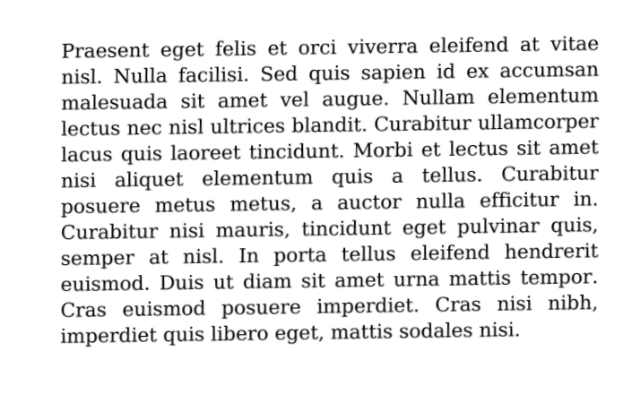 Praesent eget felis et orci viverra eleifend at vitae
nisl. Nulla facilisi. Sed quis sapien id ex accumsan
malesuada sit amet vel augue. Nullam elementum
lectus nec nisl ultrices blandit. Curabitur ullamcorper
lacus quis laoreet tincidunt. Morbi et lectus sit amet
nisi aliquet elementum quis a tellus. Curabitur
posuere metus metus, a auctor nulla efficitur in.
Curabitur nisi mauris, tincidunt eget pulvinar quis,
semper at nisl. In porta tellus eleifend hendrerit
euismod. Duis ut diam sit amet urna mattis tempor.
Cras euismod posuere imperdiet. Cras nisi nibh,
imperdiet quis libero eget, mattis sodales nisi.